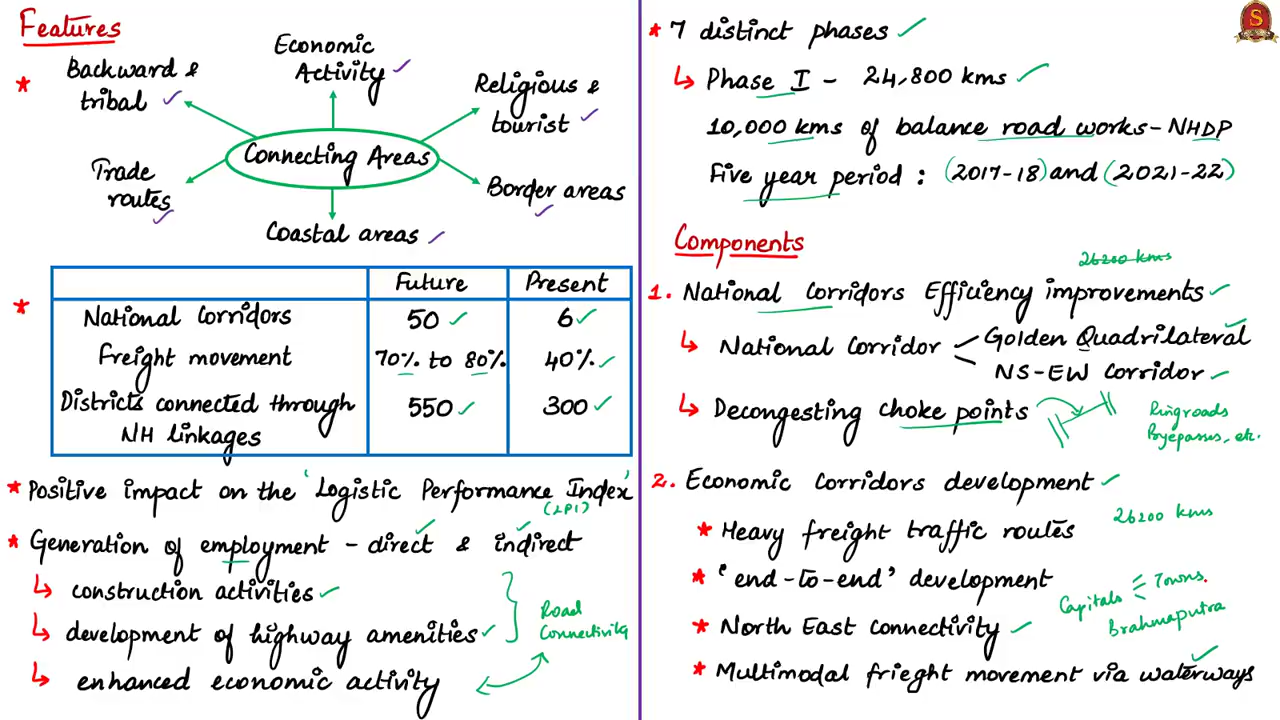 Features
Economic
Activity
Backward &
tribal
Religious &
tourist
Connecting Areas
Trade
routes
Border areas
Coastal areas
Future Present
National Corridors 50 6
Freight movement 70% to 80% 40%
Districts connected through 550 300
NH linkages
* Positive impact on the 'Logistic Performance Index'
(LPI)
* Generation of employment - direct & indirect
↳ construction activities
↳ development of highway amenities
Road
Connectivity
↳ enhanced economic activity
* 7 distinct phases
↳ Phase I - 24,800 kms
10,000 kms of balance road works - NHDP
Five year period : (2017-18) and (2021-22)
Components
26200 kms
1. National Corridors Efficiency improvements
↳ National Corridor
Golden Quadrilateral
NS-EW Corridor
↳ Decongesting choke points
Ringroads
Byepasses, etc.
2. Economic Corridors development
26200 kms
* Heavy freight traffic routes
* 'end-to-end' development
Capitals Towns
Brahmaputra
* North East connectivity
* Multimodal frieght movement via waterways
S